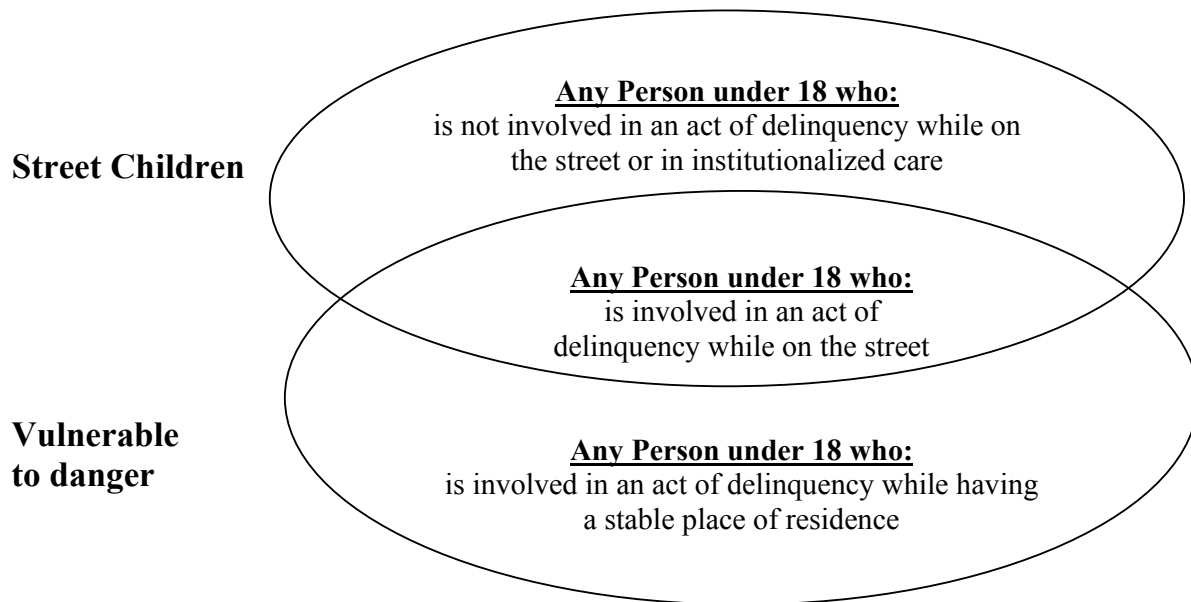 Any Person under 18 who:
is not involved in an act of delinquency while on
the street or in institutionalized care
Street Children
Any Person under 18 who:
is involved in an act of
delinquency while on the street
Vulnerable
to danger
Any Person under 18 who:
is involved in an act of delinquency while having
a stable place of residence